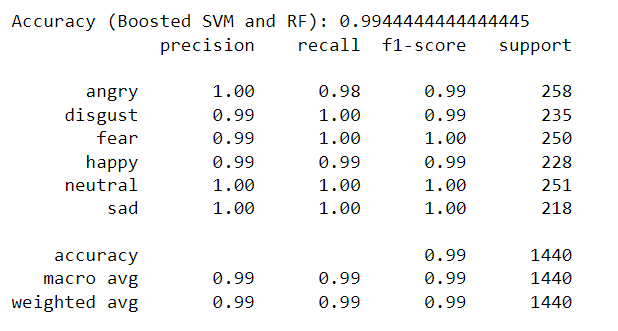 Accuracy (Boosted SVM and RF): 0.9944444444444445
precision recall f1-score support
angry 1.00 0.98 0.99 258
disgust 0.99 1.00 0.99 235
fear 0.99 1.00 1.00 250
happy 0.99 0.99 0.99 228
neutral 1.00 1.00 1.00 251
sad 1.00 1.00 1.00 218
accuracy 0.99 1440
macro avg 0.99 0.99 0.99 1440
weighted avg 0.99 0.99 0.99 1440